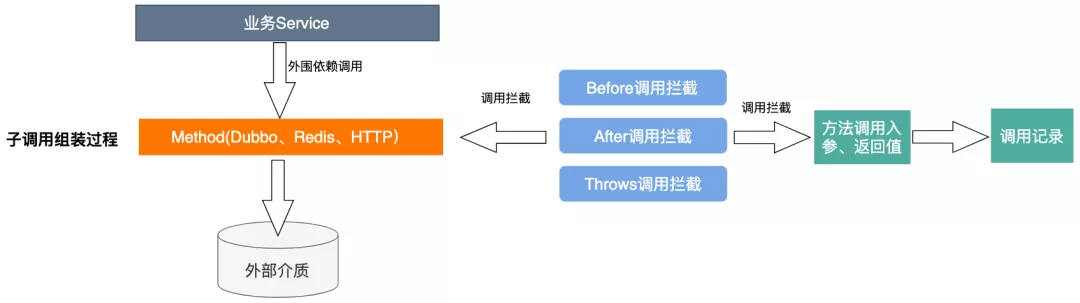 业务Service
外围依赖调用
子调用组装过程
Method(Dubbo、Redis、HTTP）
外部介质
调用拦截
Before调用拦截
After调用拦截
Throws调用拦截
调用拦截
方法调用入
参、返回值
调用记录